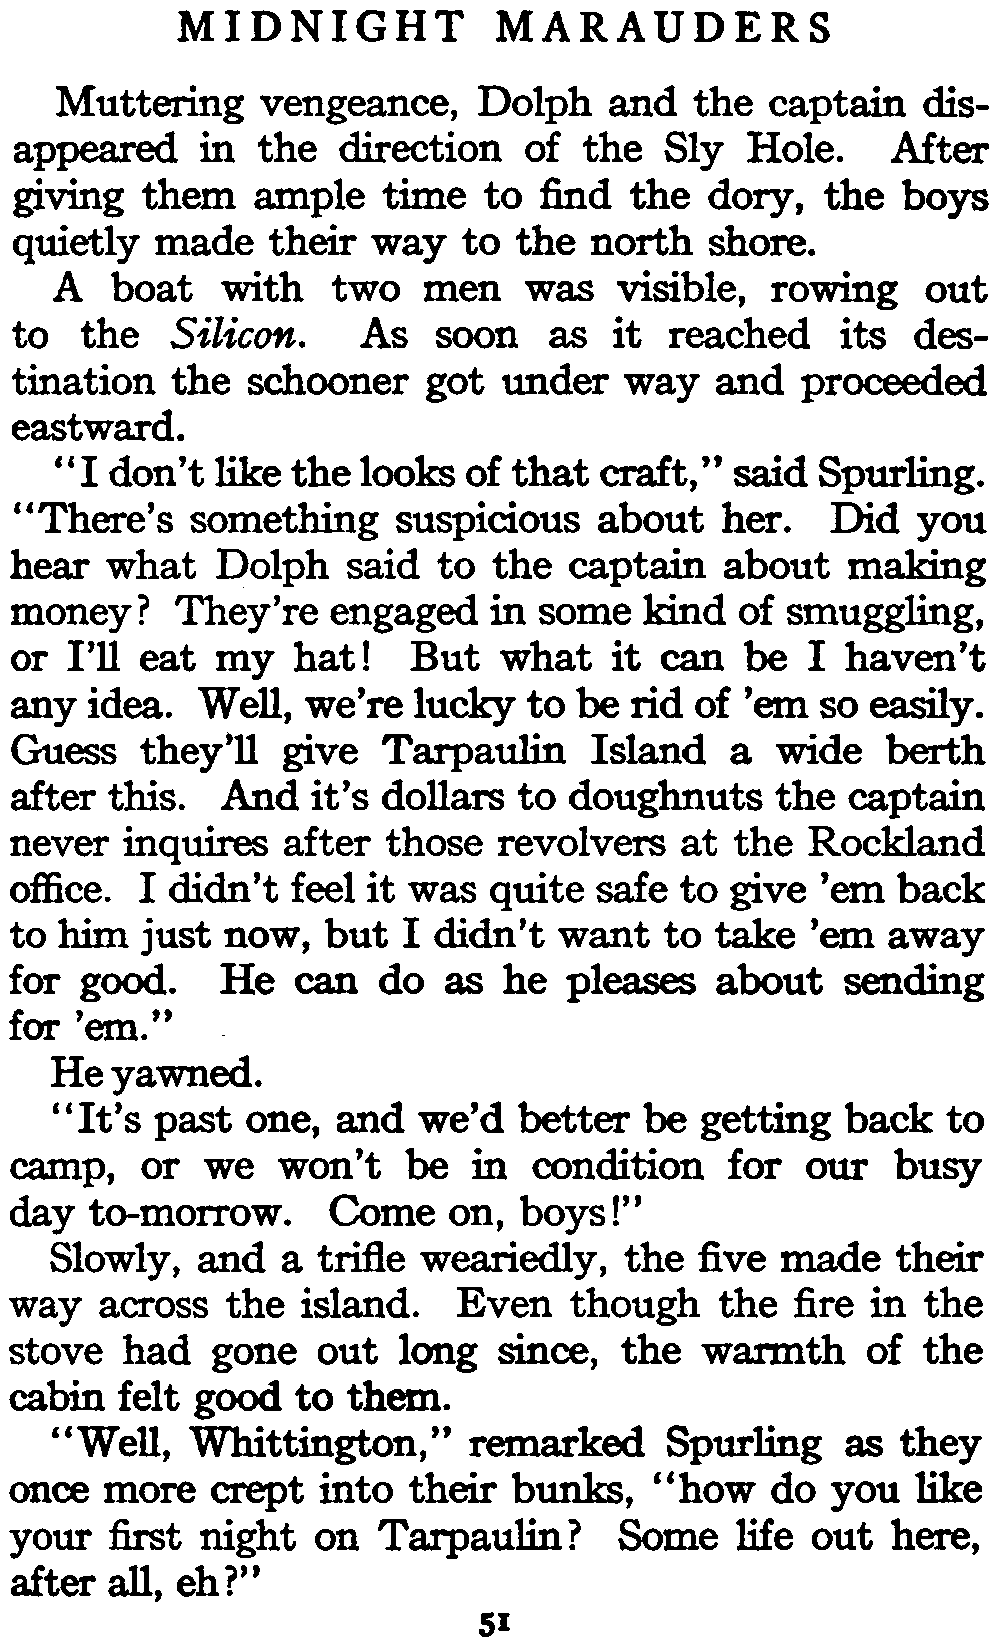 MIDNIGHT MARAUDERS
Muttering vengeance, Dolph and the captain dis-
appeared in the direction of the Sly Hole. After
giving them ample time to find the dory, the boys
quietly made their way to the north shore.
A boat with two men was visible, rowing out
to the Silicon. As soon as it reached its des-
tination the schooner got under way and proceeded
eastward.
“I don’t like the looks of that craft,” said Spurling.
“There’s something suspicious about her. Did you
hear what Dolph said to the captain about making
money? They’re engaged in some kind of smuggling,
or I’ll eat my hat! But what it can be I haven’t
any idea. Well, we’re lucky to be rid of ’em so easily.
Guess they’ll give Tarpaulin Island a wide berth
after this. And it’s dollars to doughnuts the captain
never inquires after those revolvers at the Rockland
office. I didn’t feel it was quite safe to give ’em back
to him just now, but I didn’t want to take ’em away
for good. He can do as he pleases about sending
for ’em.”
He yawned.
“It’s past one, and we’d better be getting back to
camp, or we won’t be in condition for our busy
day to-morrow. Come on, boys!”
Slowly, and a trifle weariedly, the five made their
way across the island. Even though the fire in the
stove had gone out long since, the warmth of the
cabin felt good to them.
“Well, Whittington,” remarked Spurling as they
once more crept into their bunks, “how do you like
your first night on Tarpaulin? Some life out here,
after all, eh?”
51